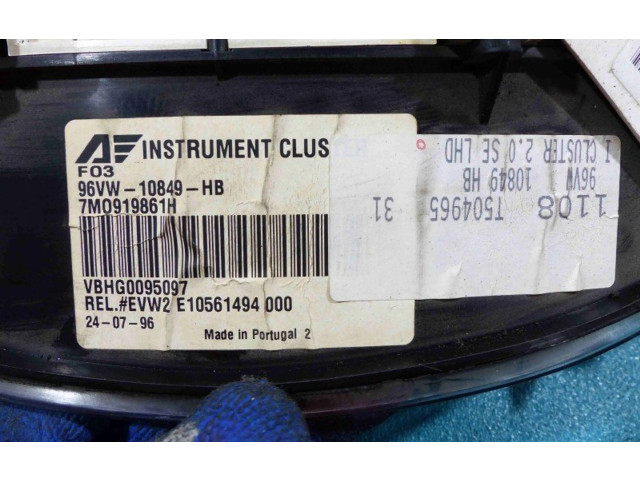 AF INSTRUMENT CLUS
F03
96VW-10849-HB
7M0919861H
VBHG0095097
REL.#EVW2 E10561494 000
24-07-96
Made in Portugal 2
I CLUSTER 2.0 SE LHD
96VW 10849 HB
T504965 31
1108